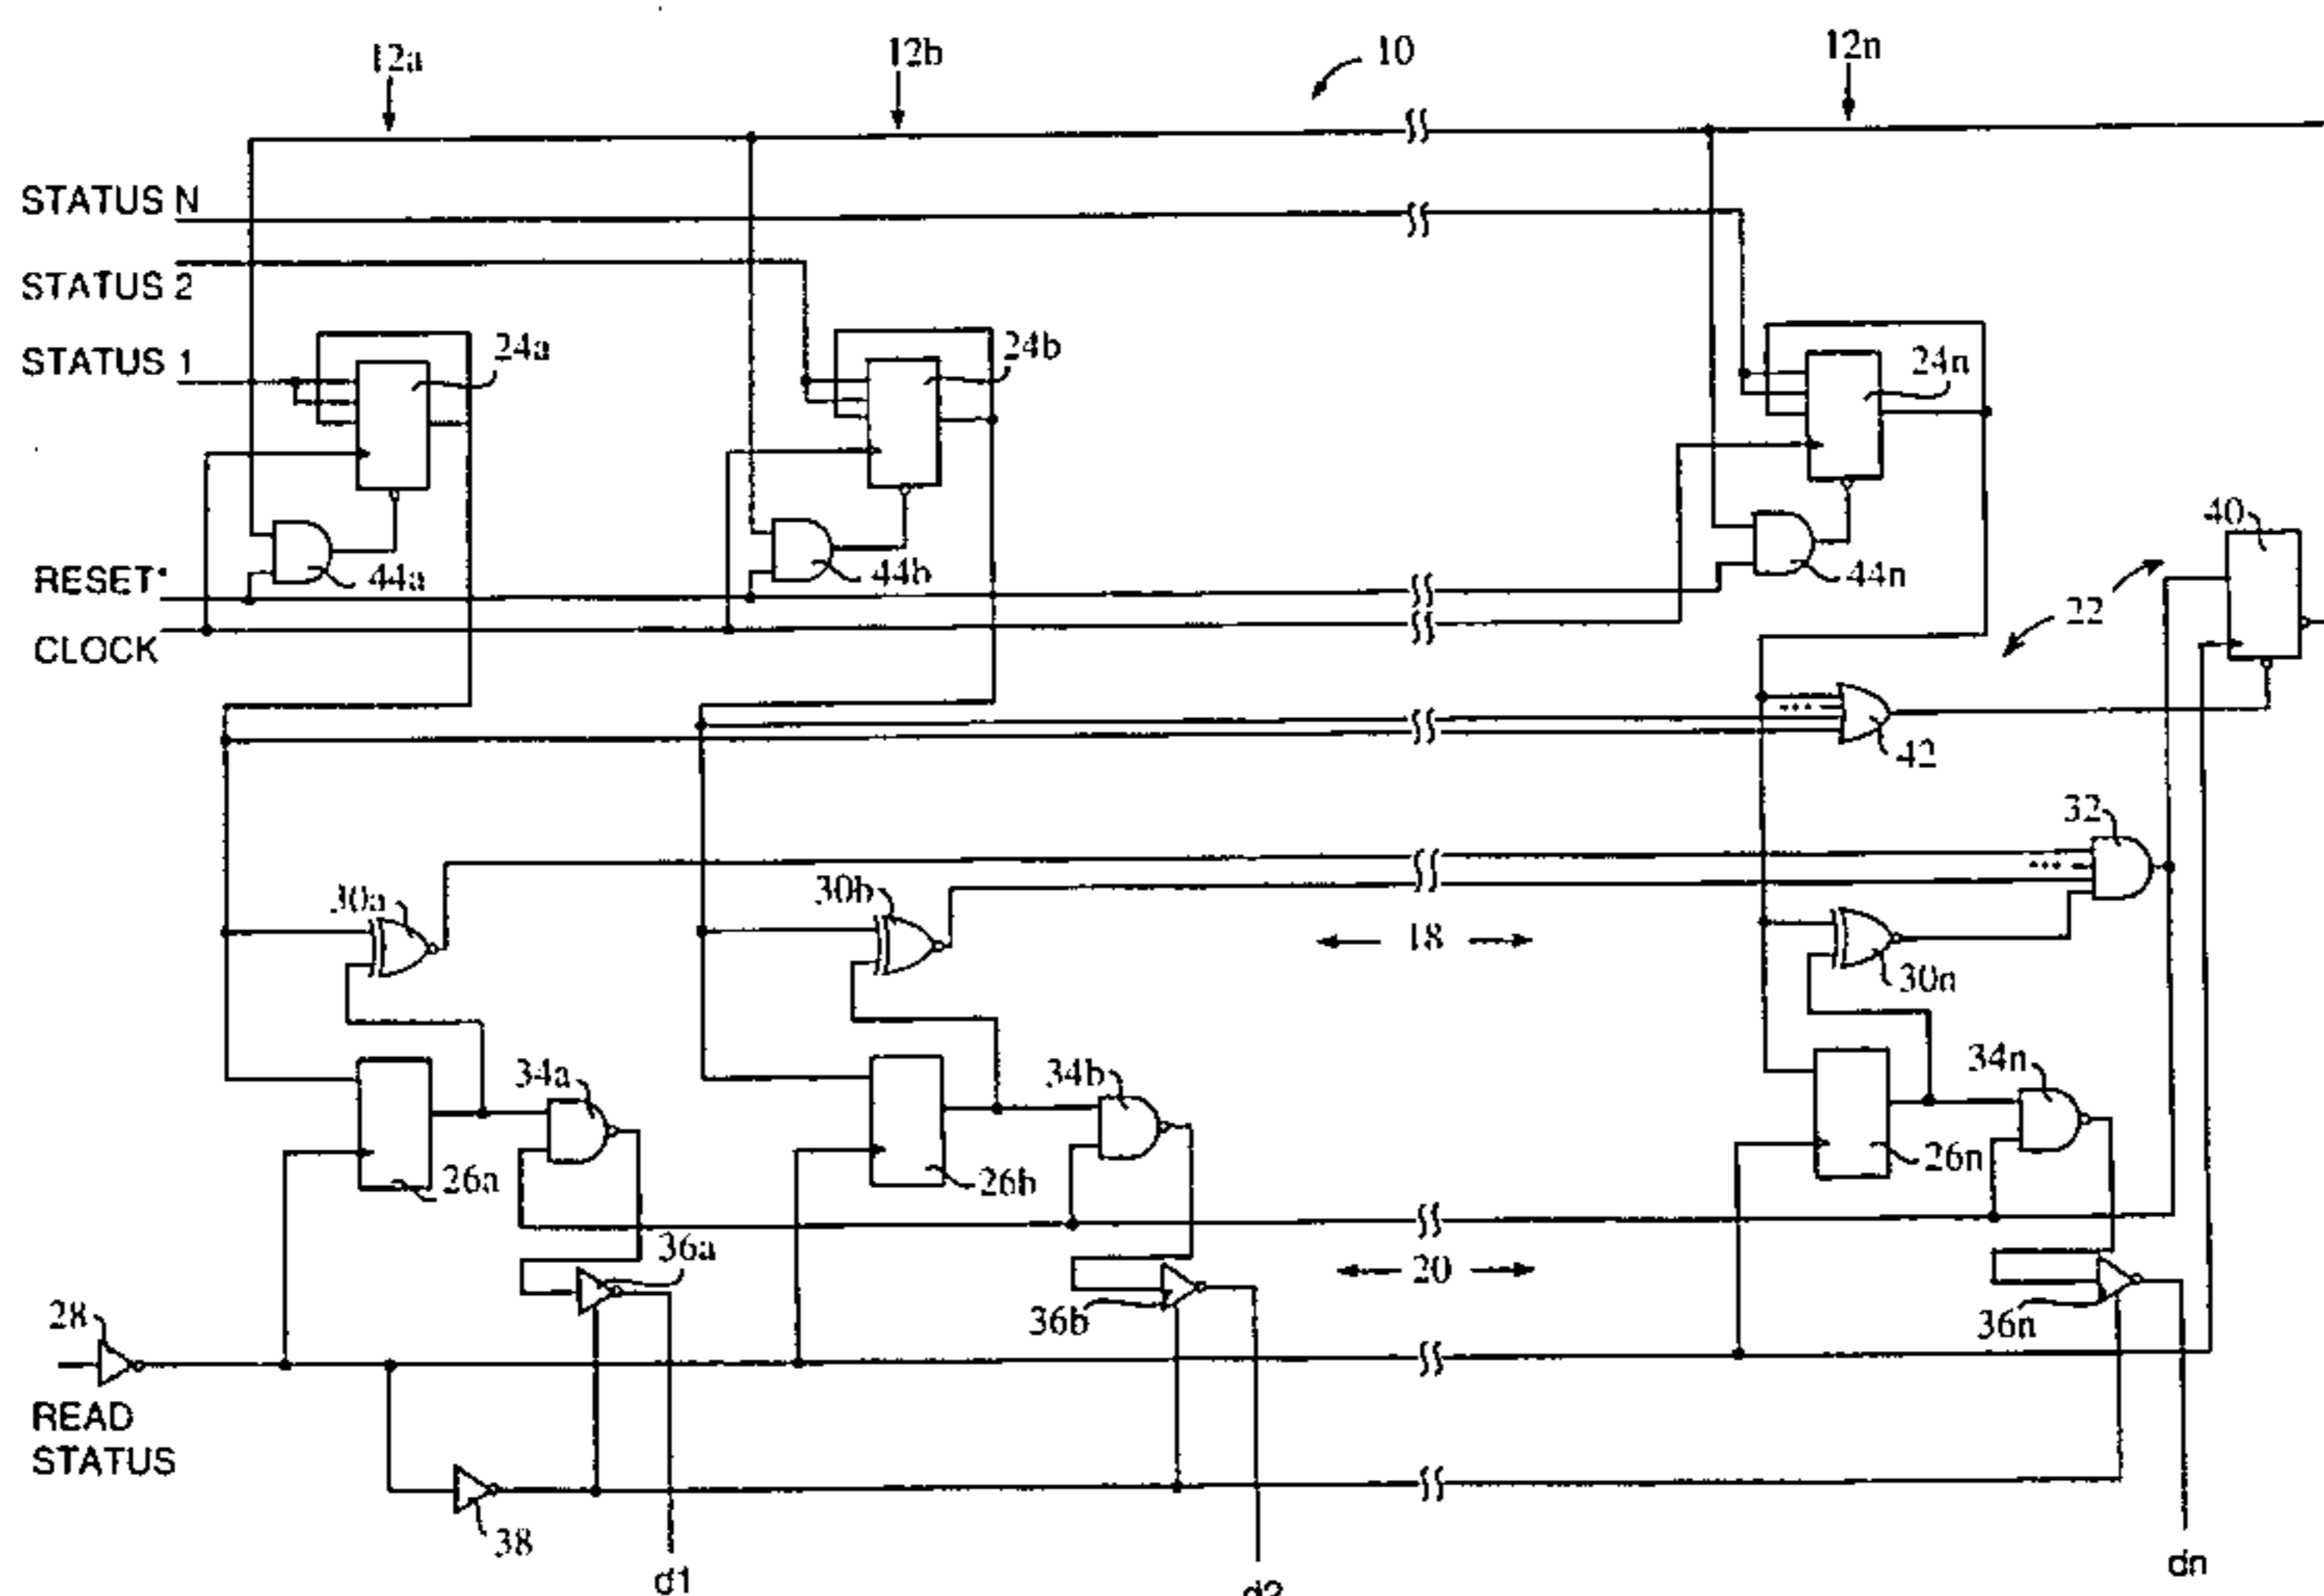 12a
12b
10
12n
STATUS N
STATUS 2
STATUS 1
24a
24b
24n
40
RESET*
44a
44b
44n
22
CLOCK
42
32
30a
30b
18
30n
34a
34b
34n
26a
26b
26n
36a
20
28
36b
36n
READ
STATUS
38
d1
d2
dn